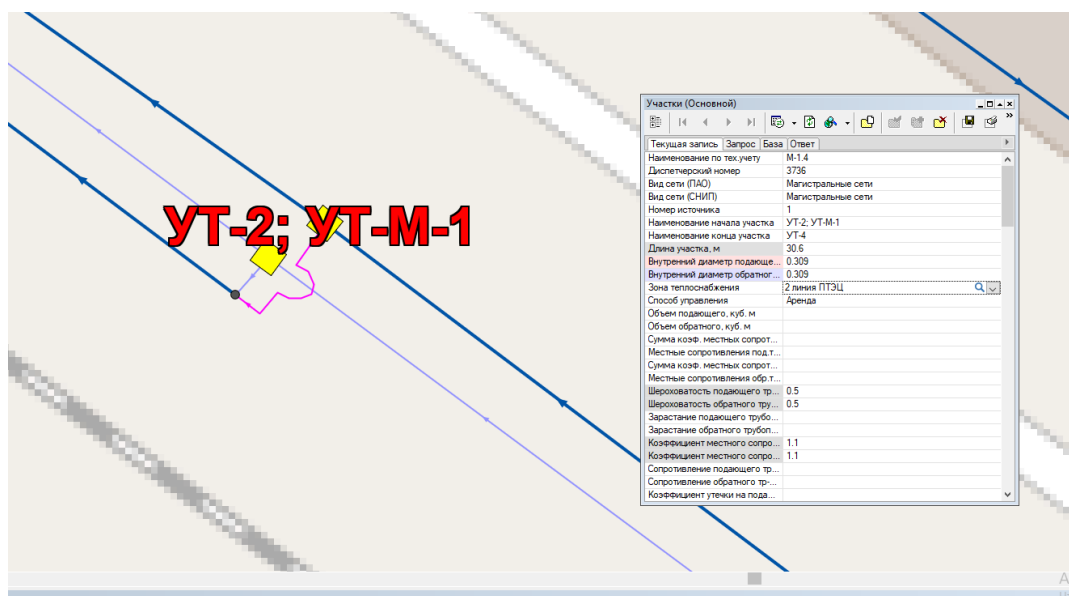 УТ-2; УТ-М-1
Участки (Основной)
Текущая запись Запрос База Ответ
Наименование по тех.учету М-1.4
Диспетчерский номер 3736
Вид сети (ПАО) Магистральные сети
Вид сети (СНИП) Магистральные сети
Номер источника 1
Наименование начала участка УТ-2; УТ-М-1
Наименование конца участка УТ-4
Длина участка, м 30.6
Внутренний диаметр подающе... 0.309
Внутренний диаметр обратног... 0.309
Зона теплоснабжения 2 линия ПТЭЦ
Способ управления Аренда
Объем подающего, куб. м
Объем обратного, куб. м
Сумма коэф. местных сопрот...
Местные сопротивления под.т...
Сумма коэф. местных сопрот...
Местные сопротивления обр.т...
Шероховатость подающего тр... 0.5
Шероховатость обратного тру... 0.5
Зарастание подающего трубо...
Зарастание обратного трубоп...
Коэффициент местного сопро... 1.1
Коэффициент местного сопро... 1.1
Сопротивление подающего тр...
Сопротивление обратного тр-...
Коэффициент утечки на пода...